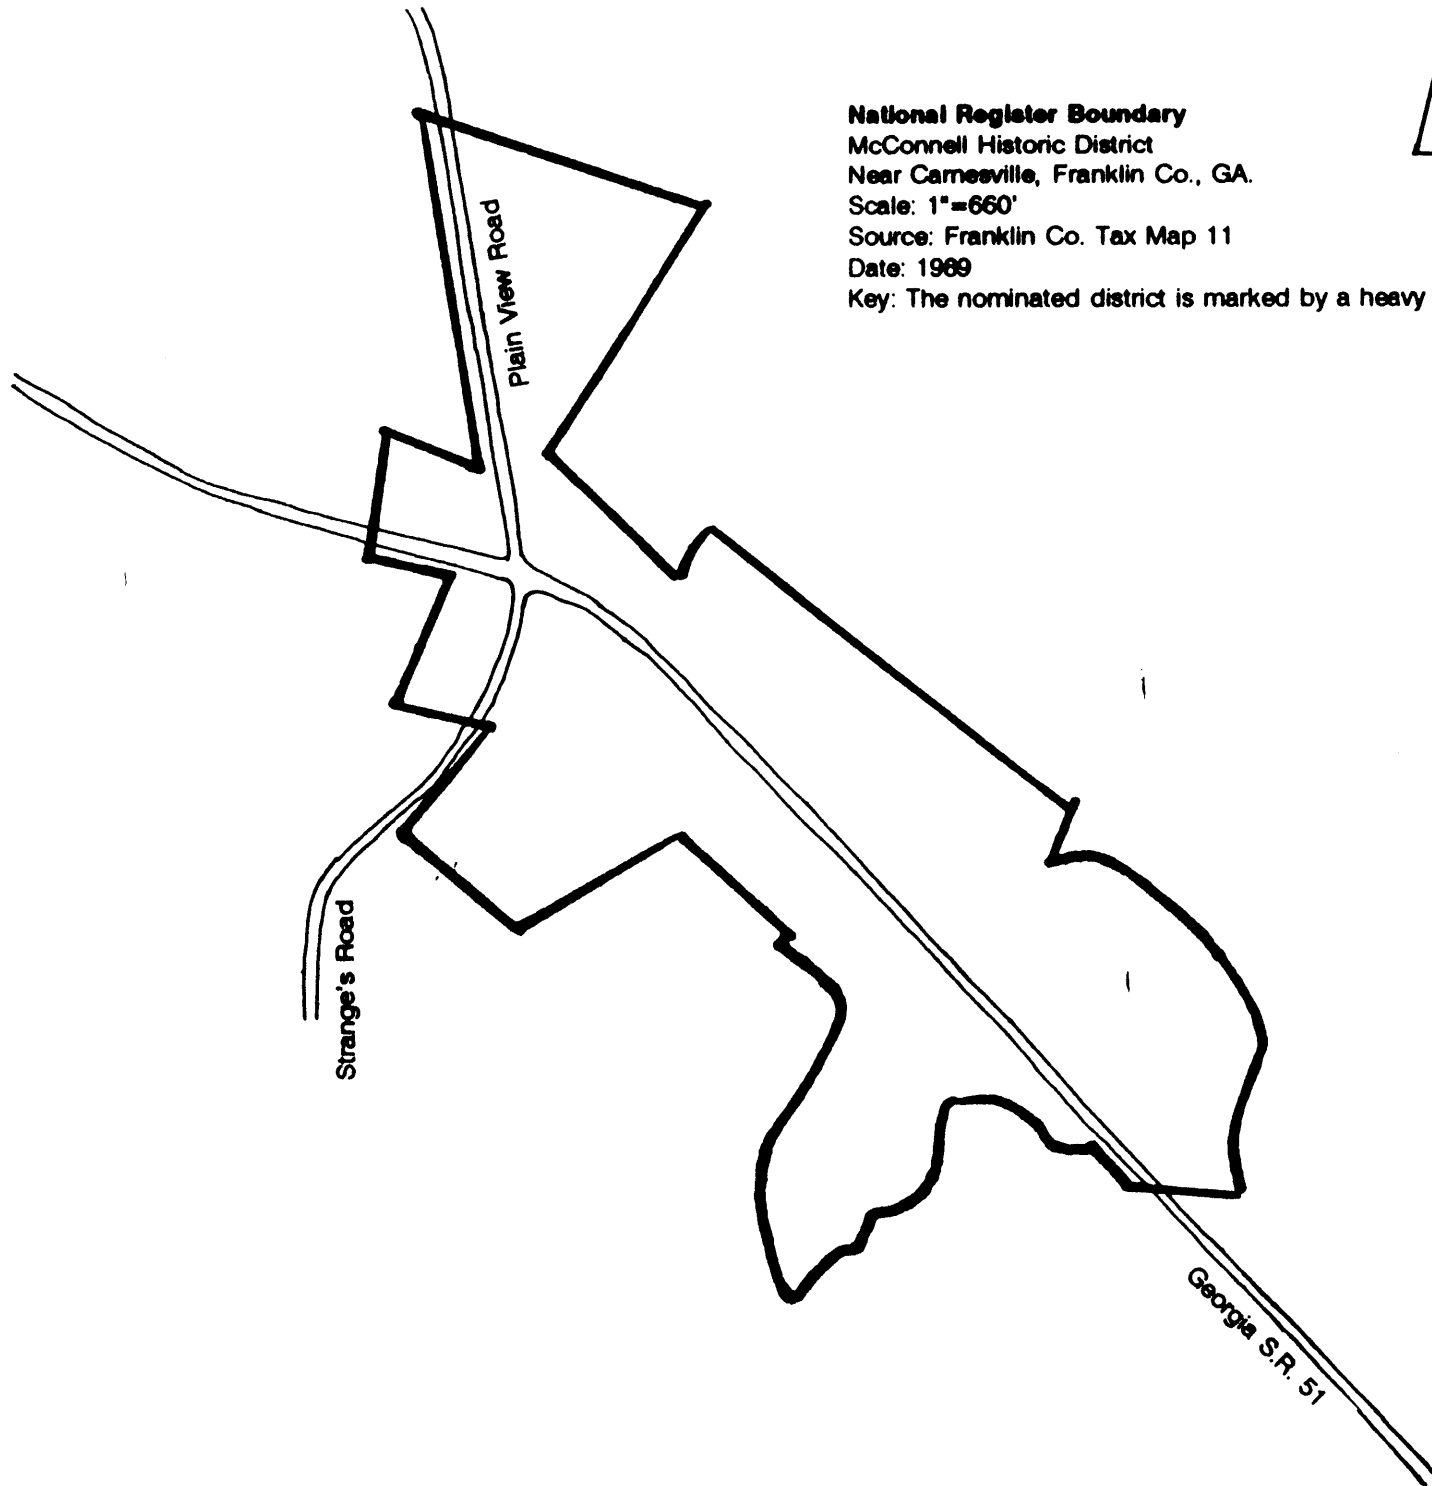 National Register Boundary
McConnell Historic District
Near Carnesville, Franklin Co., GA.
Scale: 1"=660'
Source: Franklin Co. Tax Map 11
Date: 1989
Key: The nominated district is marked by a heavy
Plain View Road
Strange's Road
Georgia S.R. 51